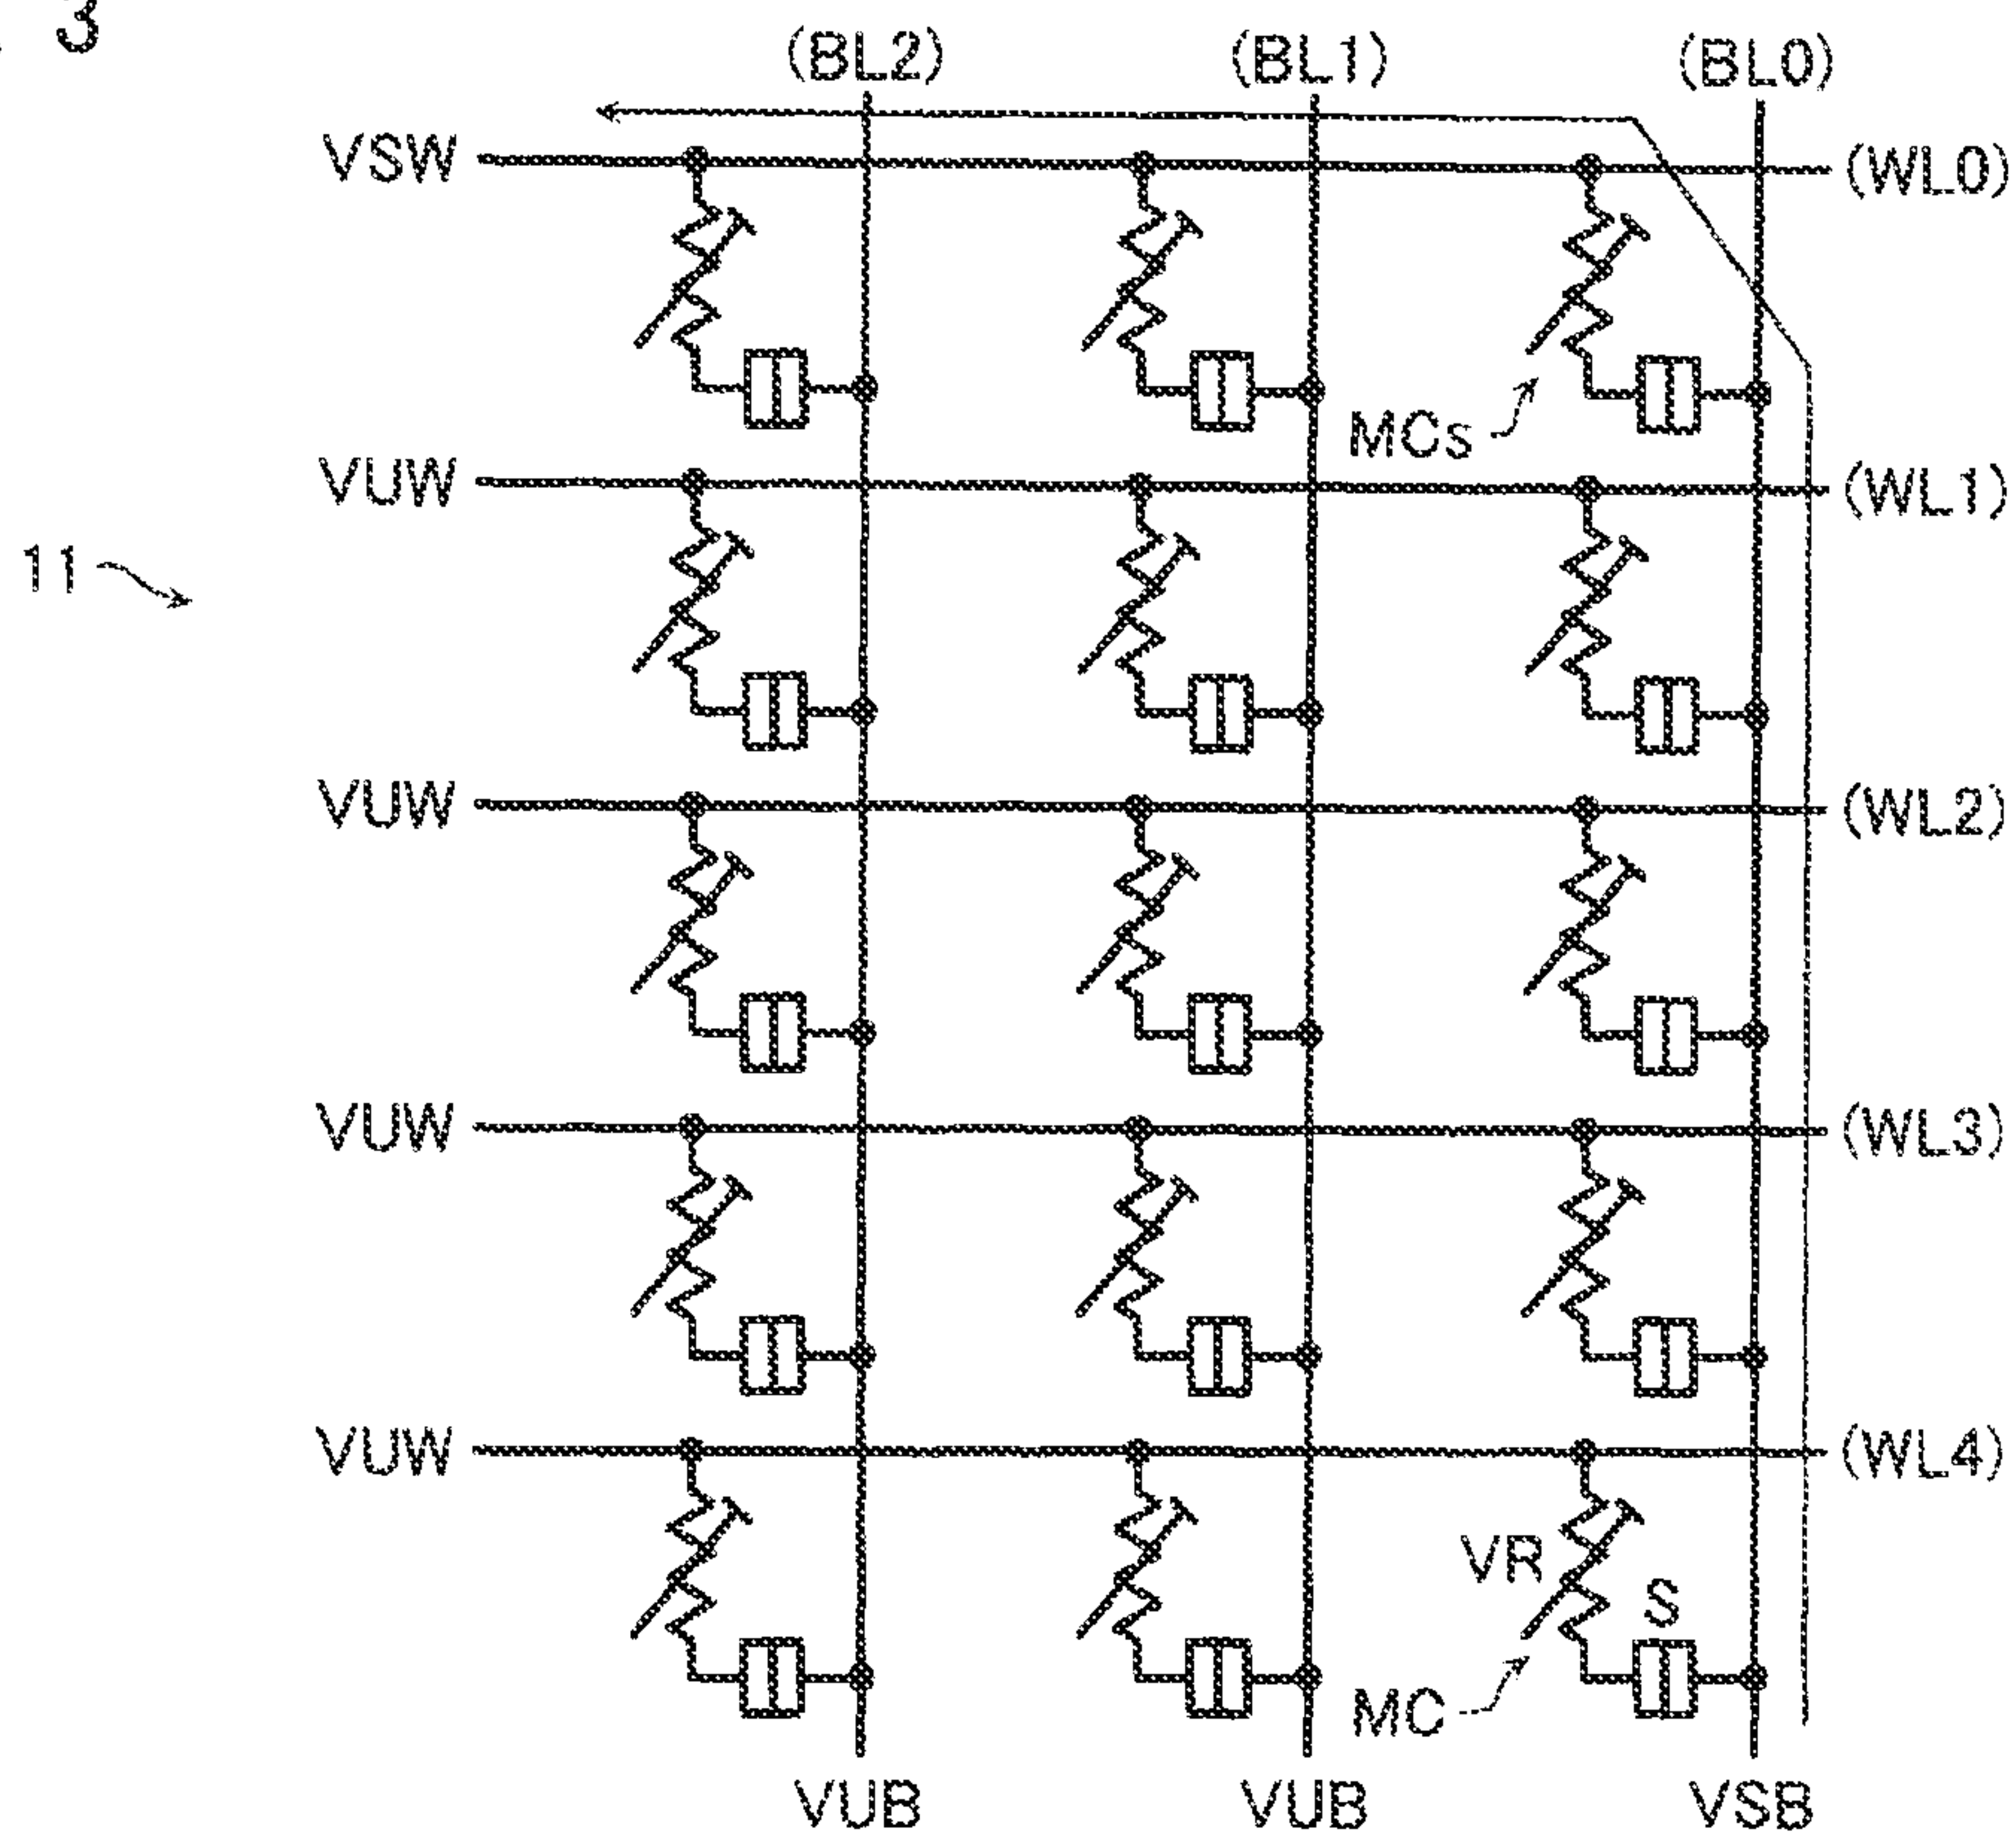 3
(BL2) (BL1) (BL0)
VSW (WL0)
MCs
VUW (WL1)
11
VUW (WL2)
VUW (WL3)
VUW (WL4)
VR
S
MC
VUB VUB VSB